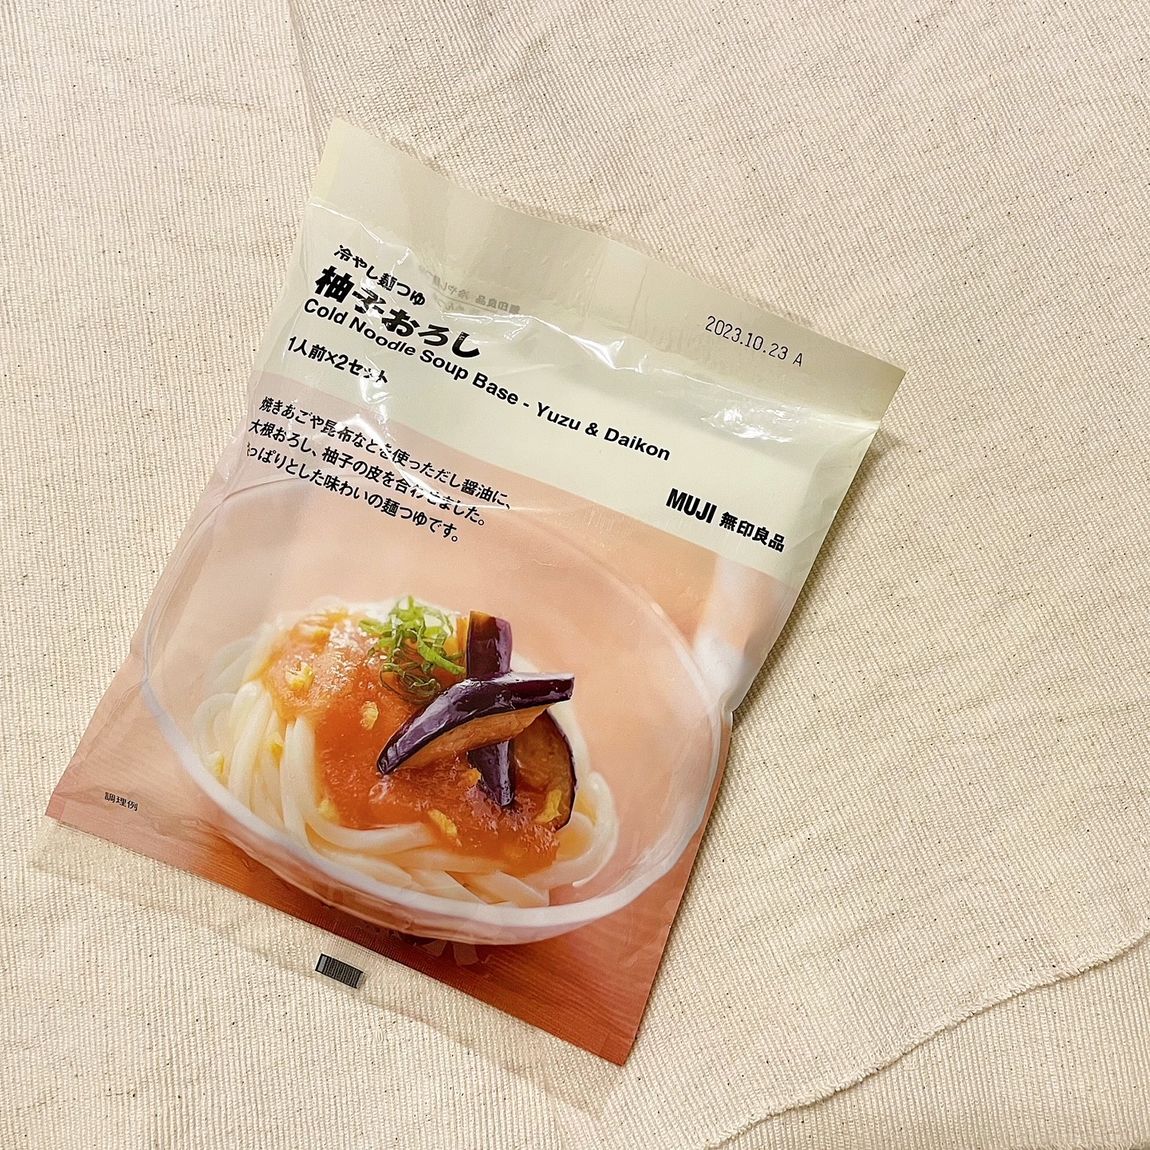 冷やし麺つゆ
柚子おろし
Cold Noodle Soup Base - Yuzu & Daikon
1人前×2セット
2023.10.23 A
焼きあごや昆布などを使っただし醤油に、
大根おろし、柚子の皮を合わせました。
さっぱりとした味わいの麺つゆです。
MUJI 無印良品
調理例